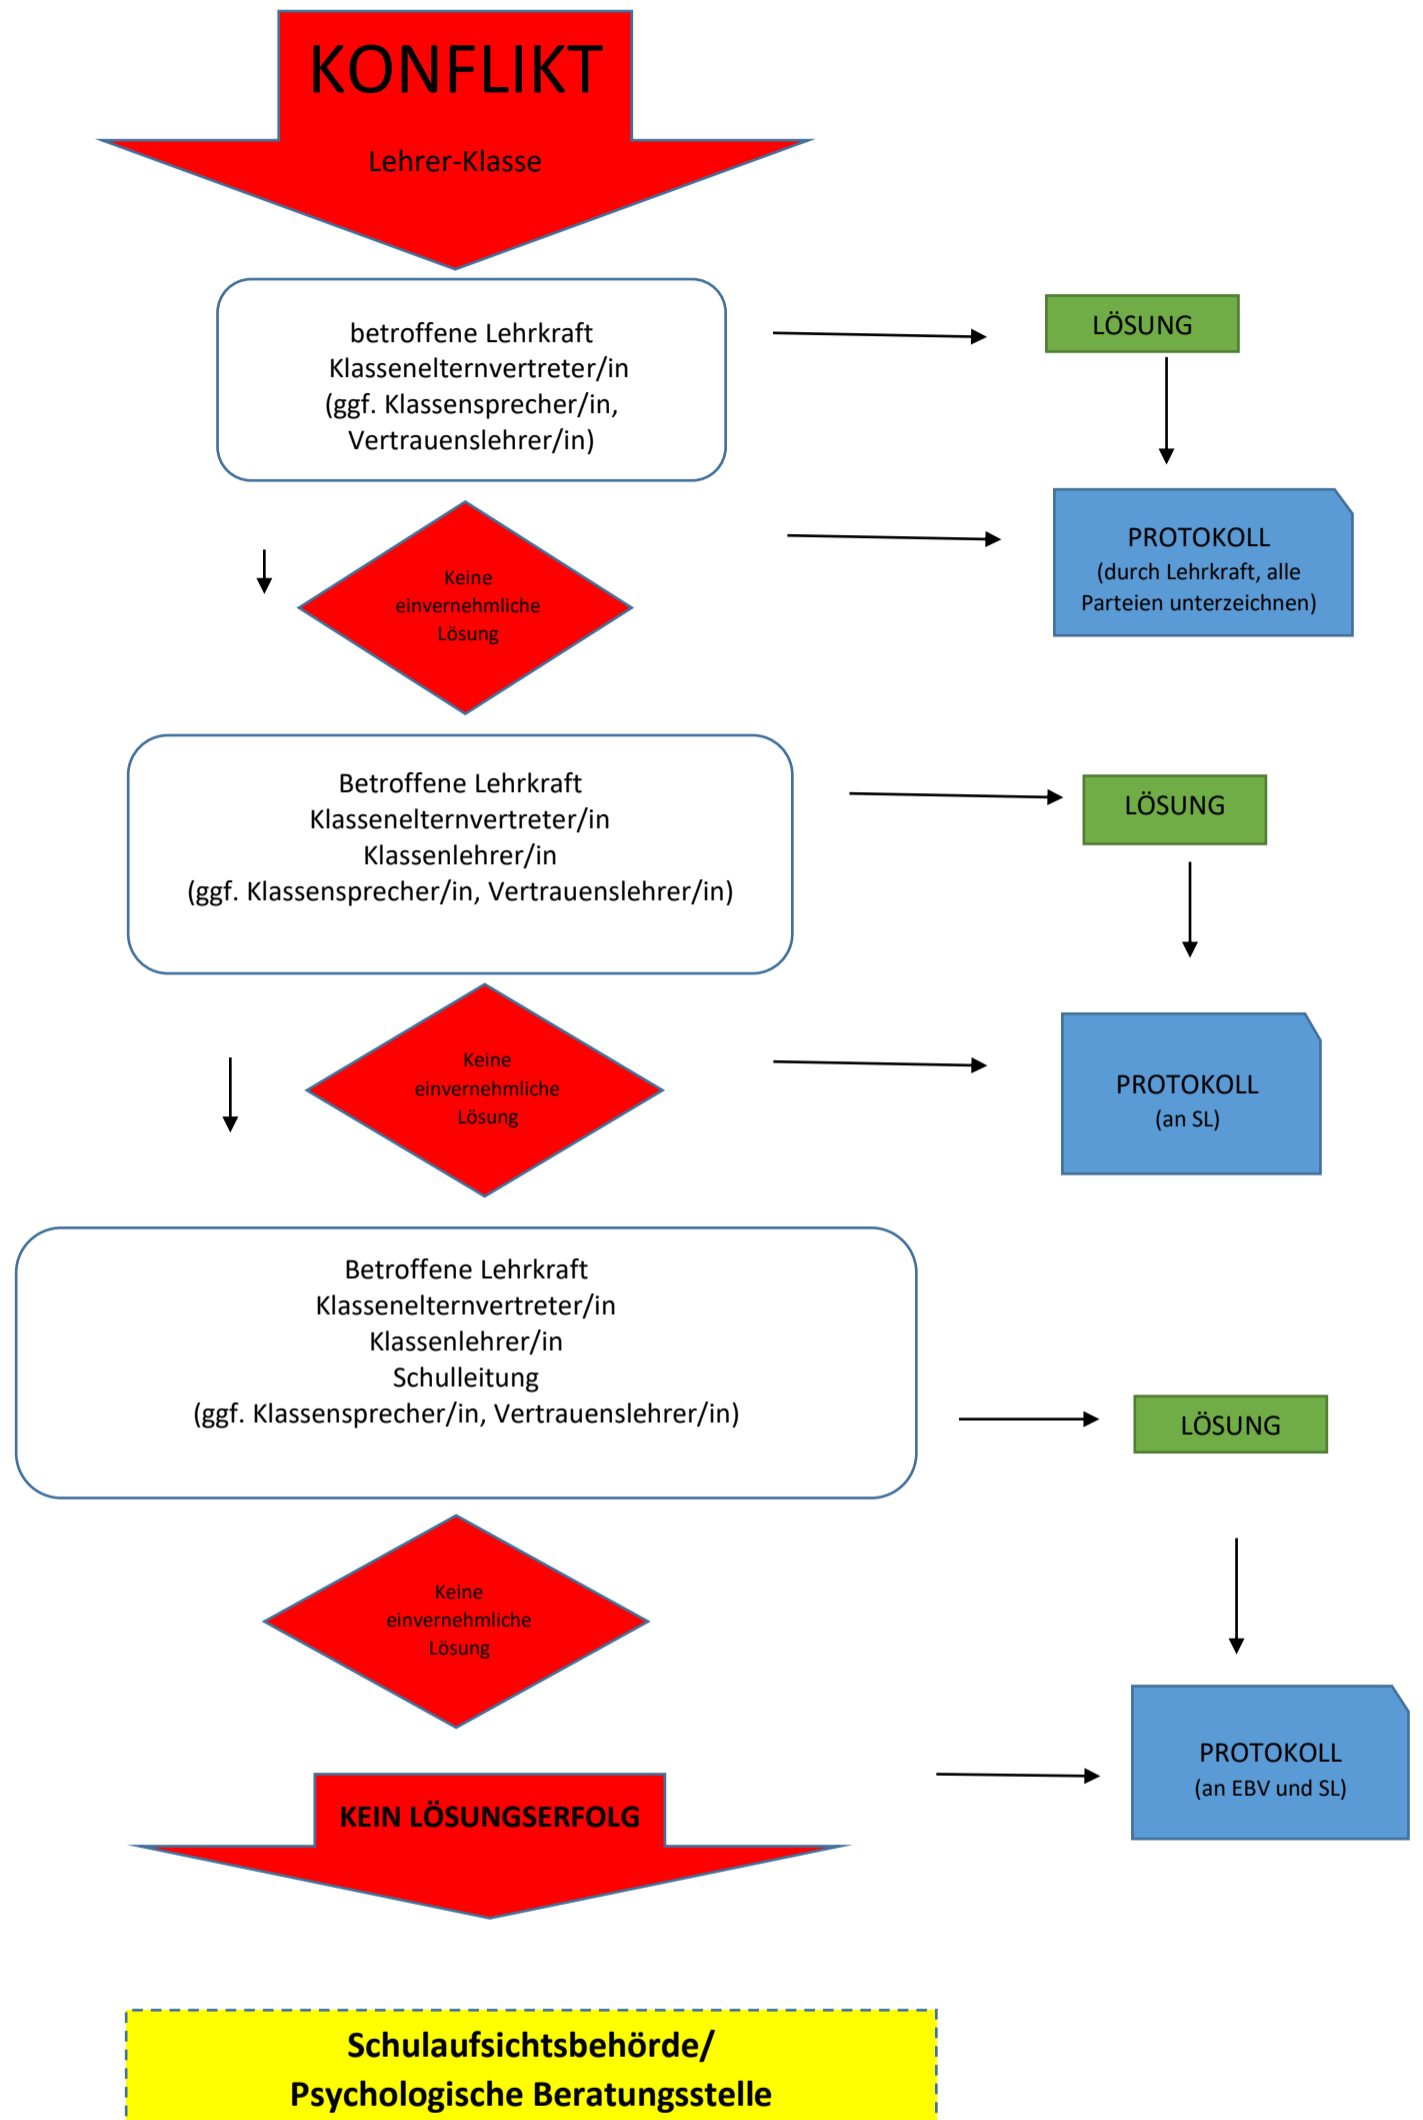 KONFLIKT
Lehrer-Klasse
betroffene Lehrkraft
Klassenelternvertreter/in
(ggf. Klassensprecher/in,
Vertrauenslehrer/in)
LÖSUNG
Keine
einvernehmliche
Lösung
PROTOKOLL
(durch Lehrkraft, alle
Parteien unterzeichnen)
Betroffene Lehrkraft
Klassenelternvertreter/in
Klassenlehrer/in
(ggf. Klassensprecher/in, Vertrauenslehrer/in)
LÖSUNG
Keine
einvernehmliche
Lösung
PROTOKOLL
(an SL)
Betroffene Lehrkraft
Klassenelternvertreter/in
Klassenlehrer/in
Schulleitung
(ggf. Klassensprecher/in, Vertrauenslehrer/in)
LÖSUNG
Keine
einvernehmliche
Lösung
PROTOKOLL
(an EBV und SL)
KEIN LÖSUNGSERFOLG
Schulaufsichtsbehörde/
Psychologische Beratungsstelle